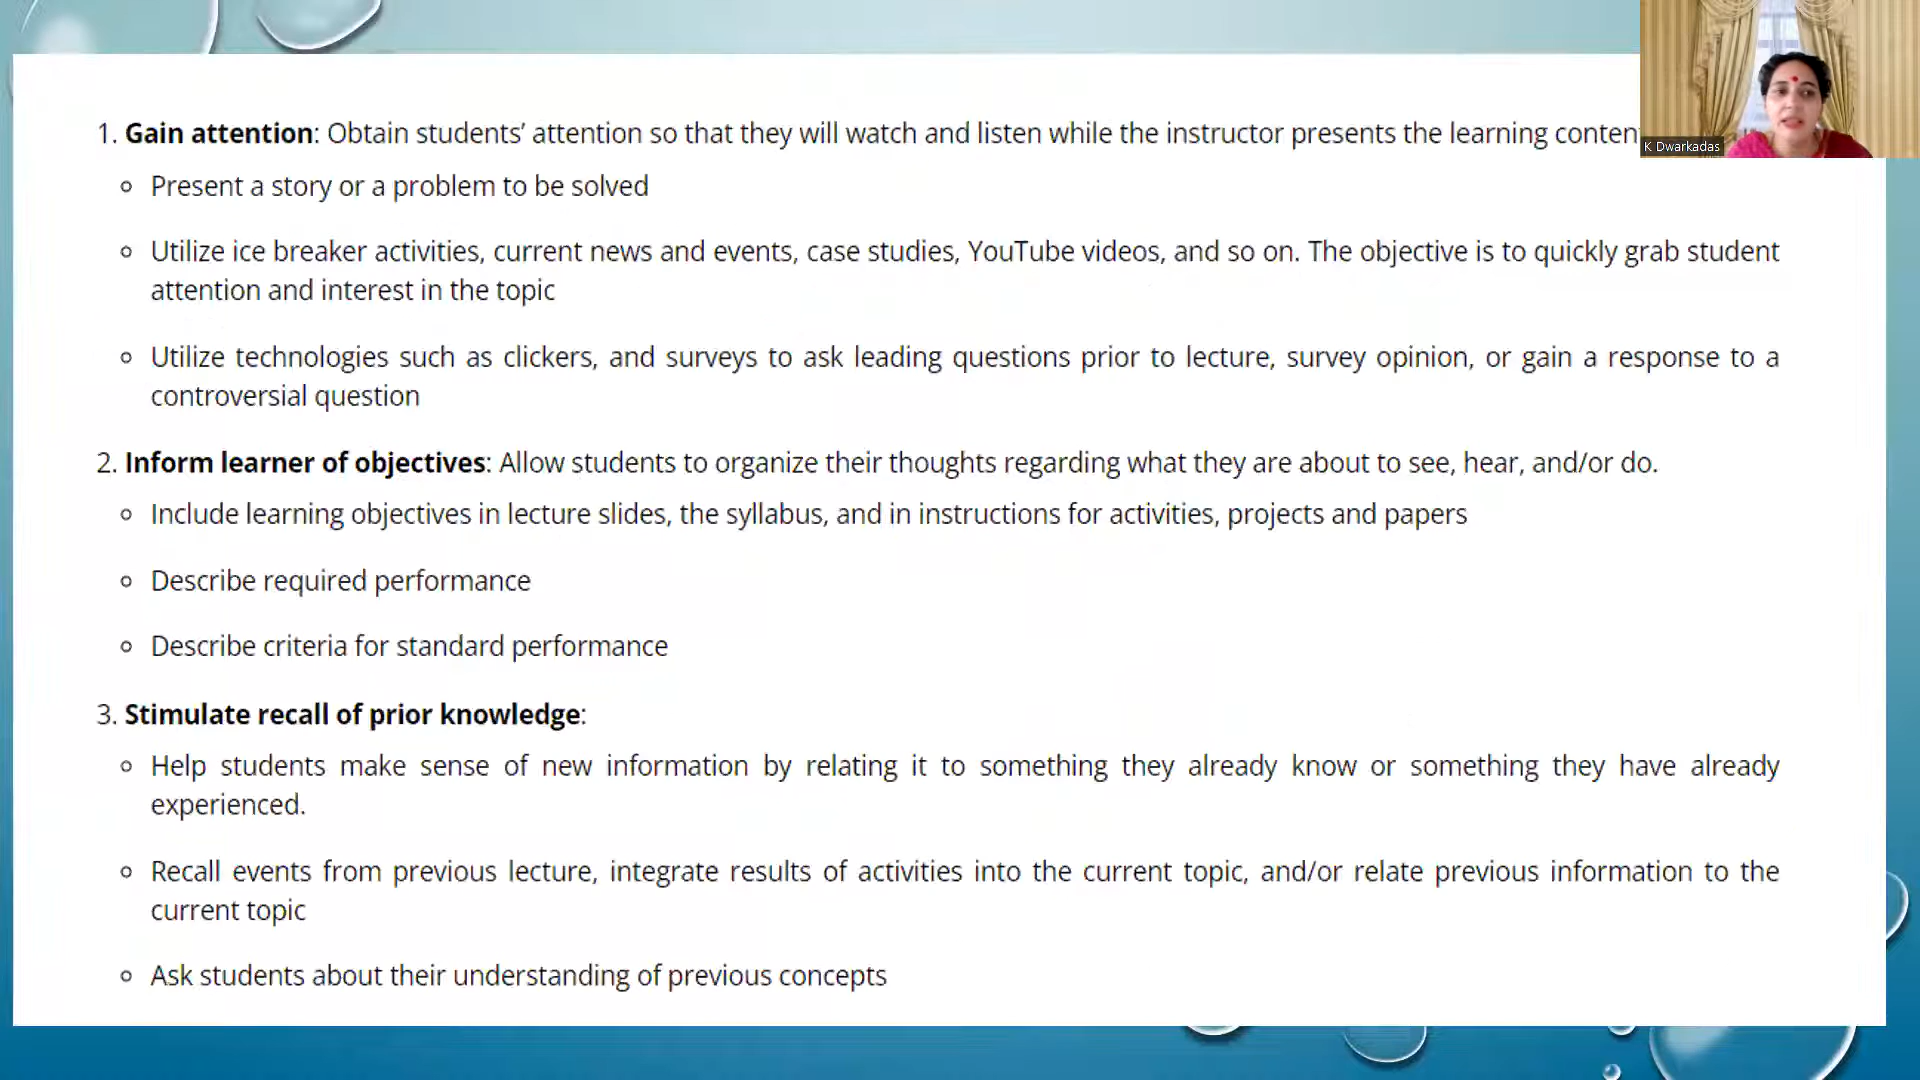 1. Gain attention: Obtain students’ attention so that they will watch and listen while the instructor presents the learning conten
K Dwarkadas
◦ Present a story or a problem to be solved
◦ Utilize ice breaker activities, current news and events, case studies, YouTube videos, and so on. The objective is to quickly grab student
attention and interest in the topic
◦ Utilize technologies such as clickers, and surveys to ask leading questions prior to lecture, survey opinion, or gain a response to a
controversial question
2. Inform learner of objectives: Allow students to organize their thoughts regarding what they are about to see, hear, and/or do.
◦ Include learning objectives in lecture slides, the syllabus, and in instructions for activities, projects and papers
◦ Describe required performance
◦ Describe criteria for standard performance
3. Stimulate recall of prior knowledge:
◦ Help students make sense of new information by relating it to something they already know or something they have already
experienced.
◦ Recall events from previous lecture, integrate results of activities into the current topic, and/or relate previous information to the
current topic
◦ Ask students about their understanding of previous concepts